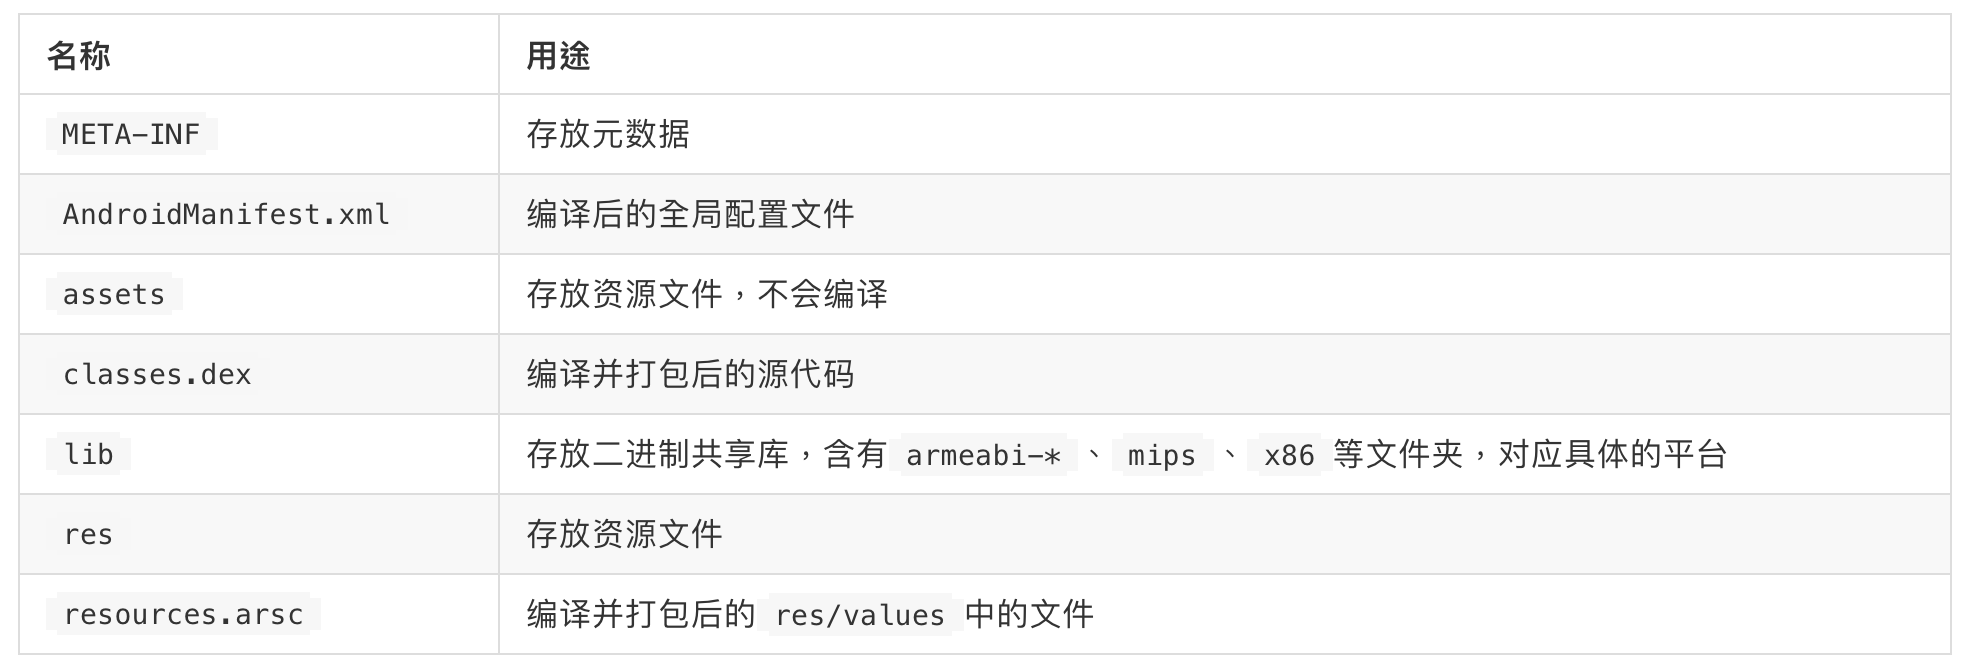 名称 用途
META-INF 存放元数据
AndroidManifest.xml 编译后的全局配置文件
assets 存放资源文件，不会编译
classes.dex 编译并打包后的源代码
lib 存放二进制共享库，含有 armeabi-* 、 mips 、 x86 等文件夹，对应具体的平台
res 存放资源文件
resources.arsc 编译并打包后的 res/values 中的文件